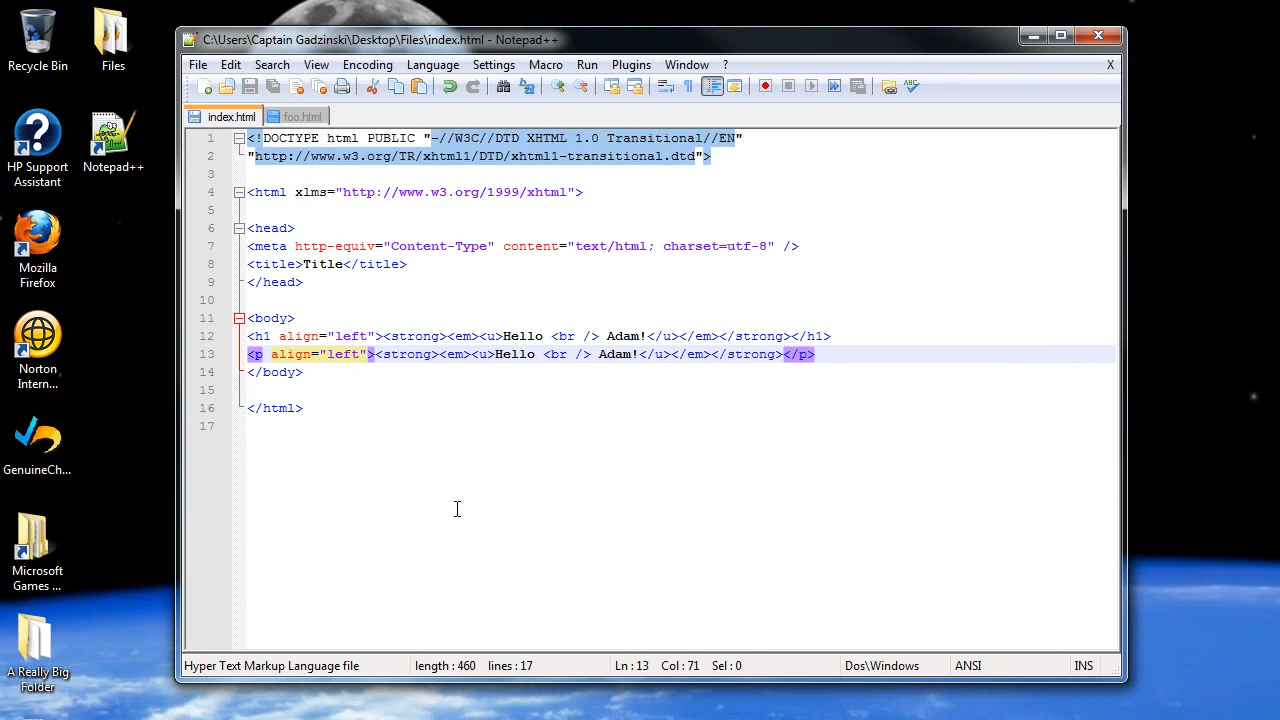 Recycle Bin
Files
HP Support
Assistant
Notepad++
Mozilla
Firefox
Norton
Intern...
GenuineCh...
Microsoft
Games ...
A Really Big
Folder
C:\Users\Captain Gadzinski\Desktop\Files\index.html - Notepad++
File Edit Search View Encoding Language Settings Macro Run Plugins Window ? X
index.html foo.html
1 <!DOCTYPE html PUBLIC "-//W3C//DTD XHTML 1.0 Transitional//EN"
2 "http://www.w3.org/TR/xhtml1/DTD/xhtml1-transitional.dtd">
3
4 <html xlms="http://www.w3.org/1999/xhtml">
5
6 <head>
7 <meta http-equiv="Content-Type" content="text/html; charset=utf-8" />
8 <title>Title</title>
9 </head>
10
11 <body>
12 <h1 align="left"><strong><em><u>Hello <br /> Adam!</u></em></strong></h1>
13 <p align="left"><strong><em><u>Hello <br /> Adam!</u></em></strong></p>
14 </body>
15
16 </html>
17
Hyper Text Markup Language file length : 460 lines : 17 Ln : 13 Col : 71 Sel : 0 Dos\Windows ANSI INS